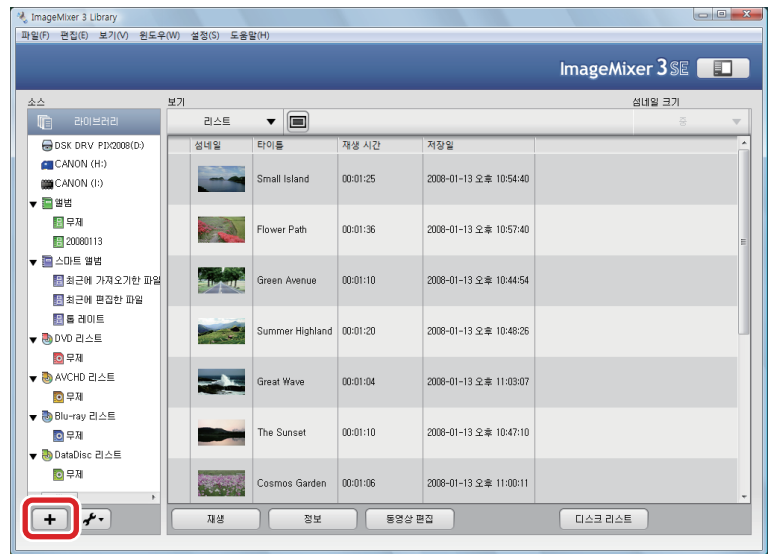 ImageMixer 3 Library
파일(F) 편집(E) 보기(V) 윈도우(W) 설정(S) 도움말(H)
ImageMixer 3 SE
소스 보기 섬네일 크기
라이브러리 리스트 중
DSK DRV PIX2008(D:)
CANON (H:)
CANON (I:)
앨범
무제
20080113
스마트 앨범
최근에 가져오기한 파일
최근에 편집한 파일
톱 레이트
DVD 리스트
무제
AVCHD 리스트
무제
Blu-ray 리스트
무제
DataDisc 리스트
무제
섬네일 타이틀 재생 시간 저장일
Small Island 00:01:25 2008-01-13 오후 10:54:40
Flower Path 00:01:36 2008-01-13 오후 10:57:40
Green Avenue 00:01:10 2008-01-13 오후 10:44:54
Summer Highland 00:01:20 2008-01-13 오후 10:48:26
Great Wave 00:01:04 2008-01-13 오후 11:03:07
The Sunset 00:01:10 2008-01-13 오후 10:47:10
Cosmos Garden 00:01:06 2008-01-13 오후 11:00:11
재생 정보 동영상 편집 디스크 리스트